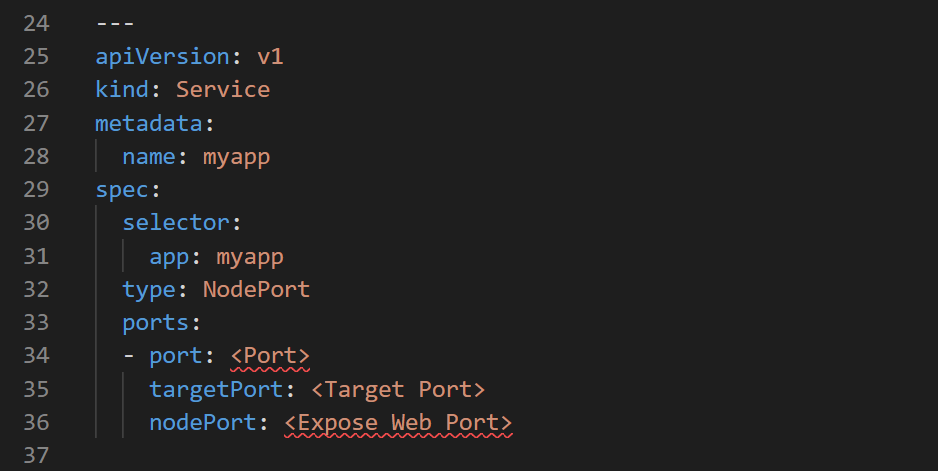 24 ---
25 apiVersion: v1
26 kind: Service
27 metadata:
28   name: myapp
29 spec:
30   selector:
31     app: myapp
32   type: NodePort
33   ports:
34   - port: <Port>
35     targetPort: <Target Port>
36     nodePort: <Expose Web Port>
37